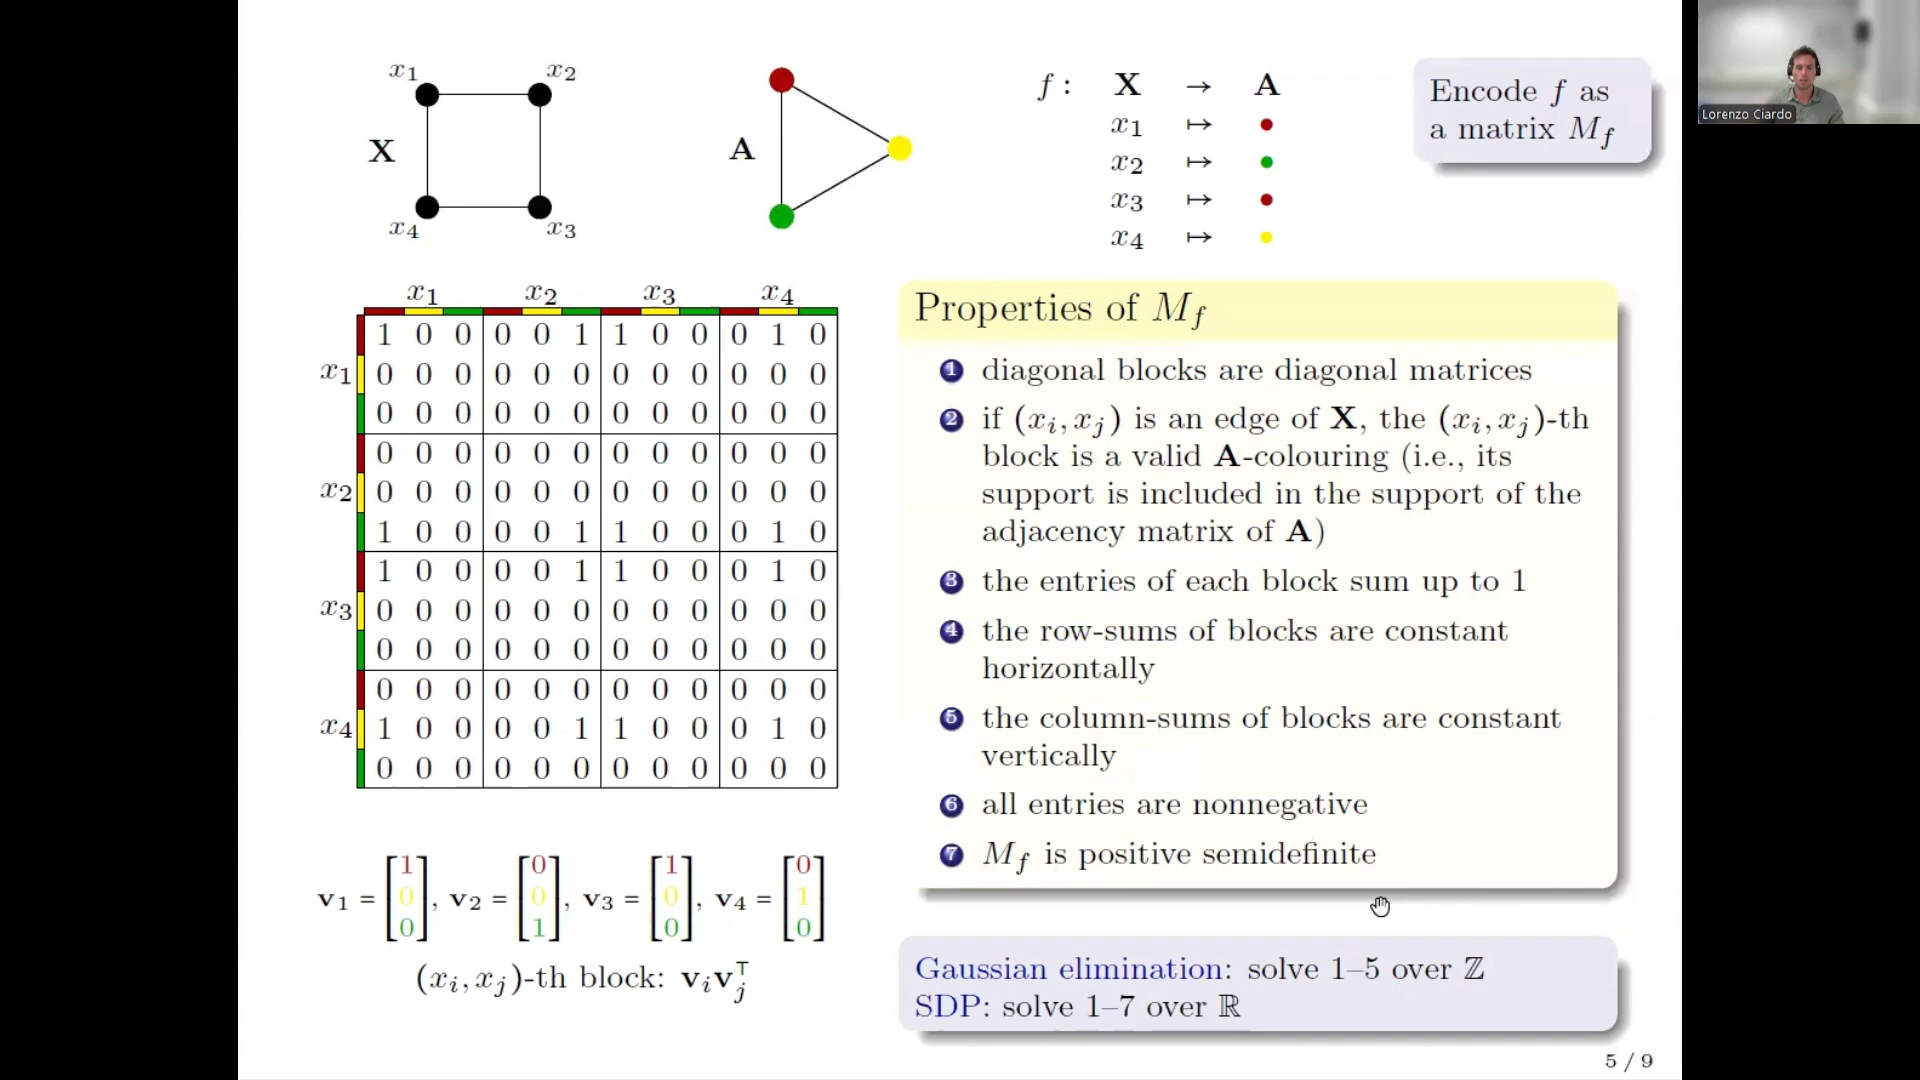 x1 x2
X
x4 x3
A
f : X → A
x1 ↦ ●
x2 ↦ ●
x3 ↦ ●
x4 ↦ ●
Encode f as
a matrix Mf
Lorenzo Ciardo
x1 x2 x3 x4
1 0 0 0 0 1 1 0 0 0 1 0
x1 0 0 0 0 0 0 0 0 0 0 0 0
0 0 0 0 0 0 0 0 0 0 0 0
0 0 0 0 0 0 0 0 0 0 0 0
x2 0 0 0 0 0 0 0 0 0 0 0 0
1 0 0 0 0 1 1 0 0 0 1 0
1 0 0 0 0 1 1 0 0 0 1 0
x3 0 0 0 0 0 0 0 0 0 0 0 0
0 0 0 0 0 0 0 0 0 0 0 0
0 0 0 0 0 0 0 0 0 0 0 0
x4 1 0 0 0 0 1 1 0 0 0 1 0
0 0 0 0 0 0 0 0 0 0 0 0
v1 = [1 0 0], v2 = [0 0 1], v3 = [1 0 0], v4 = [0 1 0]
(xi, xj)-th block: vivj⊤
Properties of Mf
1 diagonal blocks are diagonal matrices
2 if (xi, xj) is an edge of X, the (xi, xj)-th
block is a valid A-colouring (i.e., its
support is included in the support of the
adjacency matrix of A)
3 the entries of each block sum up to 1
4 the row-sums of blocks are constant
horizontally
5 the column-sums of blocks are constant
vertically
6 all entries are nonnegative
7 Mf is positive semidefinite
Gaussian elimination: solve 1–5 over ℤ
SDP: solve 1–7 over ℝ
5 / 9